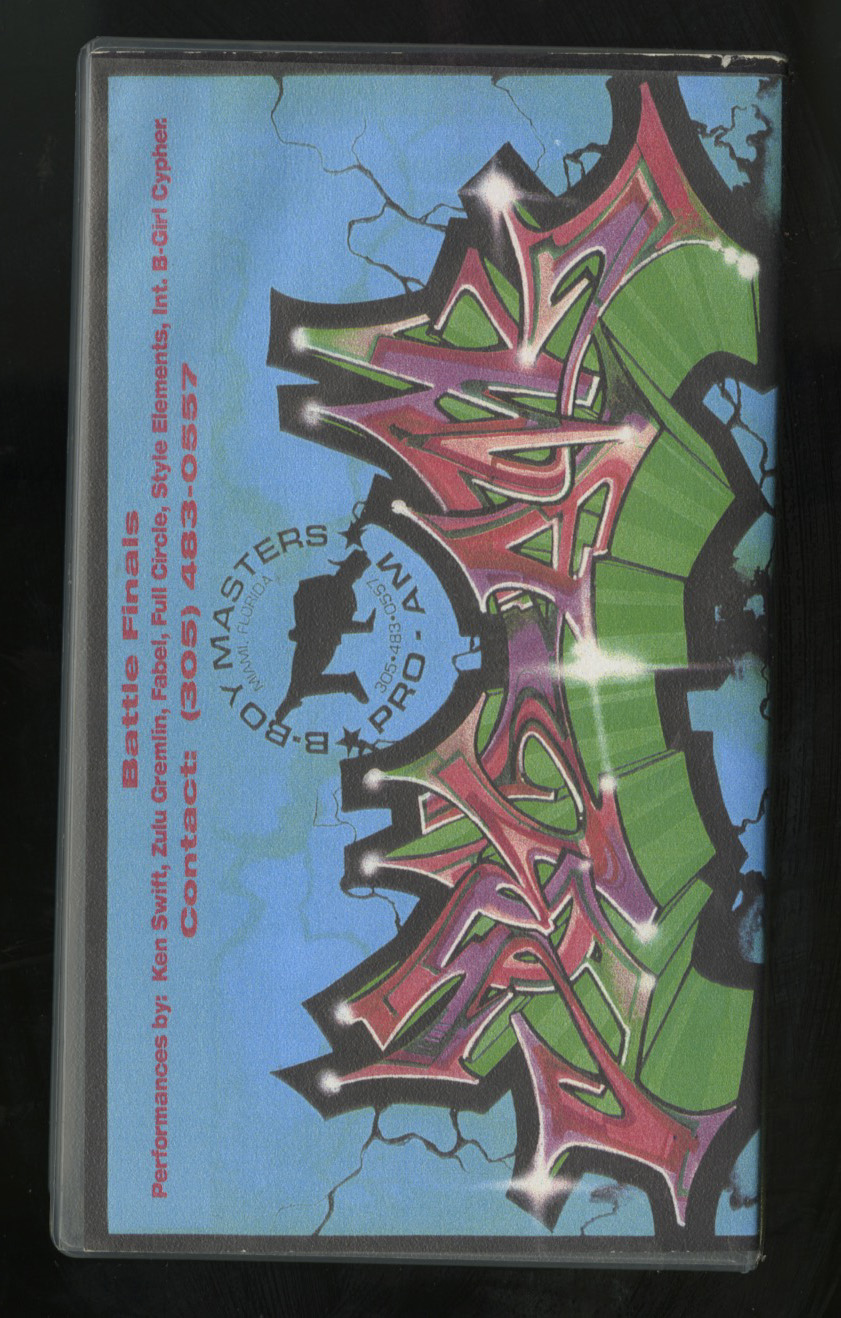 Battle Finals
Performances by: Ken Swift, Zulu Gremlin, Fabel, Full Circle, Style Elements, Int. B-Girl Cypher.
Contact: (305) 483-0557
B-BOY MASTERS
MIAMI, FLORIDA
305•483•0557
PRO-AM